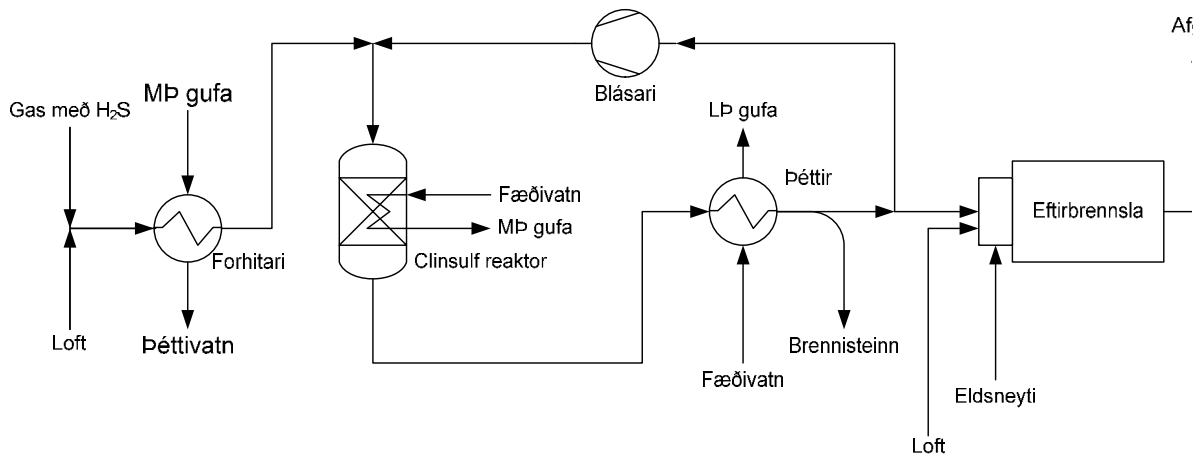 Afg
Blásari
Gas með H₂S
MÞ gufa
LÞ gufa
Þéttir
Fæðivatn
MÞ gufa
Eftirbrennsla
Forhitari
Clinsulf reaktor
Loft
Þéttivatn
Brennisteinn
Fæðivatn
Eldsneyti
Loft